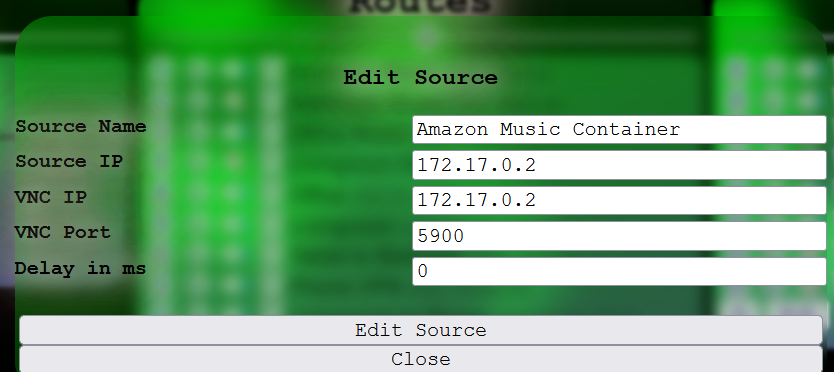 Routes
Edit Source
Source Name Amazon Music Container
Source IP 172.17.0.2
VNC IP 172.17.0.2
VNC Port 5900
Delay in ms 0
Edit Source
Close